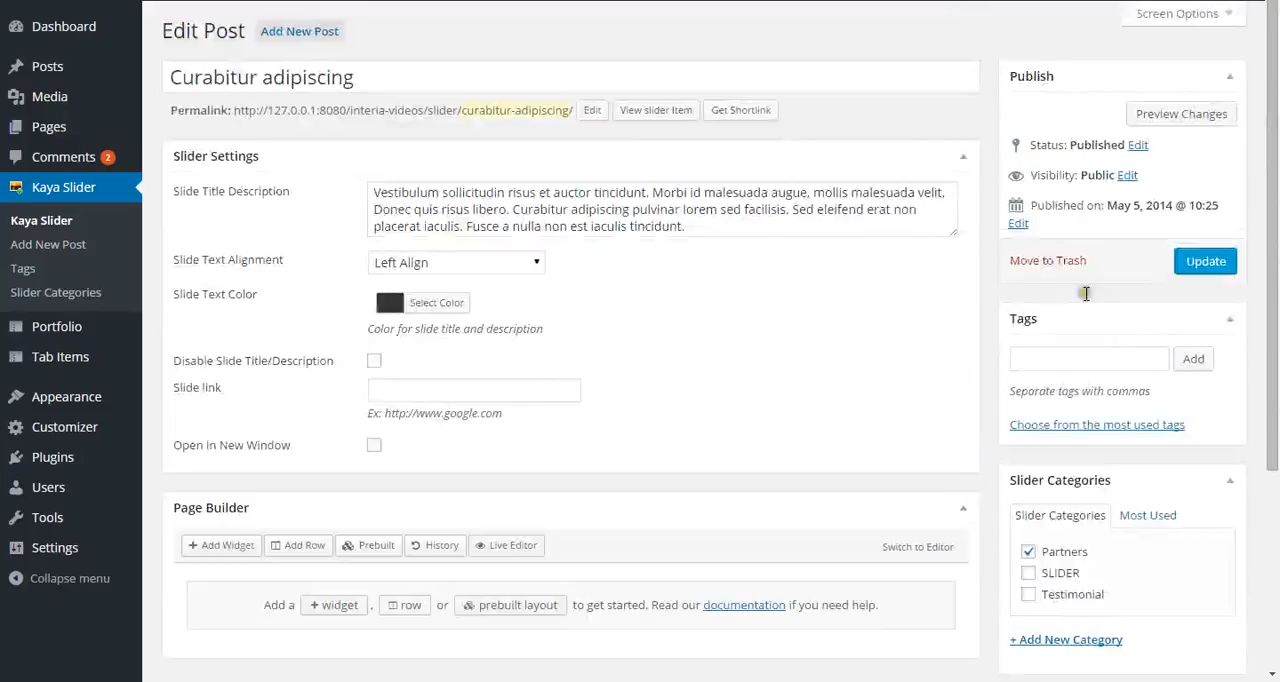 Dashboard
Posts
Media
Pages
Comments 2
Kaya Slider
Kaya Slider
Add New Post
Tags
Slider Categories
Portfolio
Tab Items
Appearance
Customizer
Plugins
Users
Tools
Settings
Collapse menu
Screen Options
Edit Post Add New Post
Curabitur adipiscing
Permalink: http://127.0.0.1:8080/interia-videos/slider/curabitur-adipiscing/ Edit View slider Item Get Shortlink
Slider Settings
Slide Title Description
Vestibulum sollicitudin risus et auctor tincidunt. Morbi id malesuada augue, mollis malesuada velit.
Donec quis risus libero. Curabitur adipiscing pulvinar lorem sed facilisis. Sed eleifend erat non
placerat iaculis. Fusce a nulla non est iaculis tincidunt.
Slide Text Alignment Left Align
Slide Text Color Select Color
Color for slide title and description
Disable Slide Title/Description
Slide link
Ex: http://www.google.com
Open in New Window
Page Builder
+ Add Widget Add Row Prebuilt History Live Editor Switch to Editor
Add a + widget , row or prebuilt layout to get started. Read our documentation if you need help.
Publish
Preview Changes
Status: Published Edit
Visibility: Public Edit
Published on: May 5, 2014 @ 10:25
Edit
Move to Trash Update
Tags
Add
Separate tags with commas
Choose from the most used tags
Slider Categories
Slider Categories Most Used
Partners
SLIDER
Testimonial
+ Add New Category